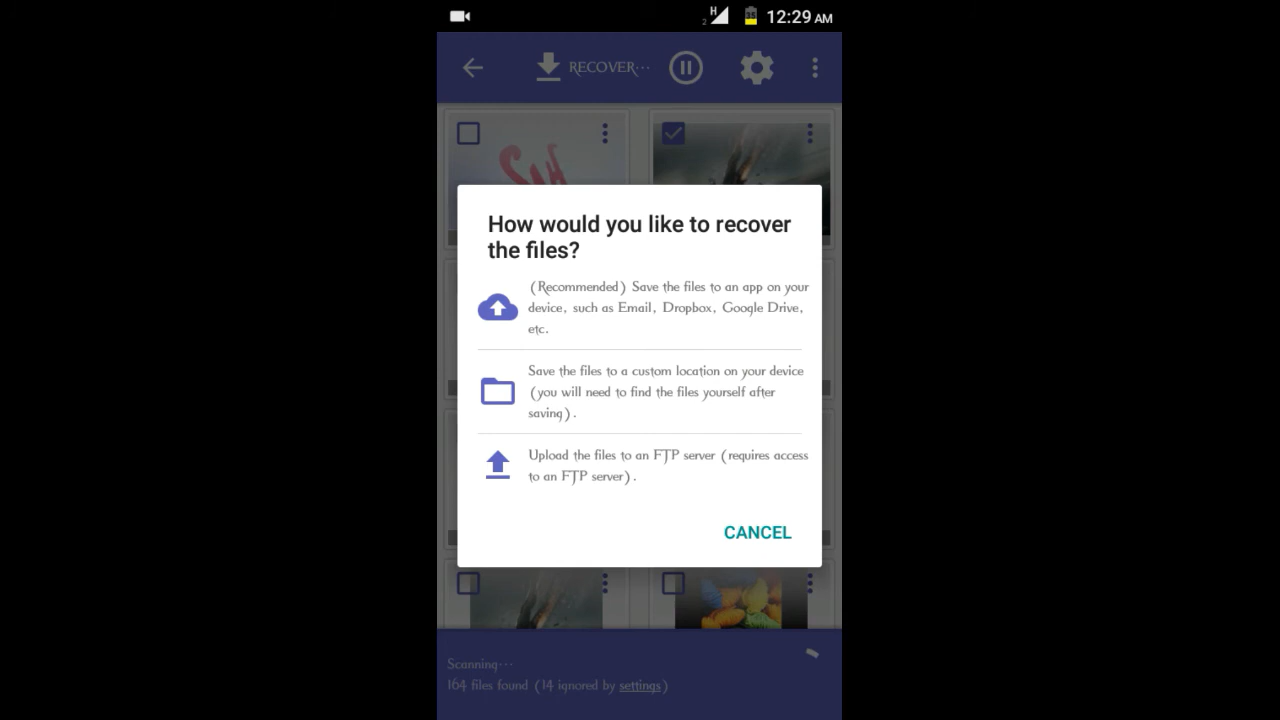 2 H 35 12:29 AM
RECOVER...
How would you like to recover
the files?
(Recommended) Save the files to an app on your
device, such as Email, Dropbox, Google Drive,
etc.
Save the files to a custom location on your device
(you will need to find the files yourself after
saving).
Upload the files to an FTP server (requires access
to an FTP server).
CANCEL
Scanning...
164 files found (14 ignored by settings)